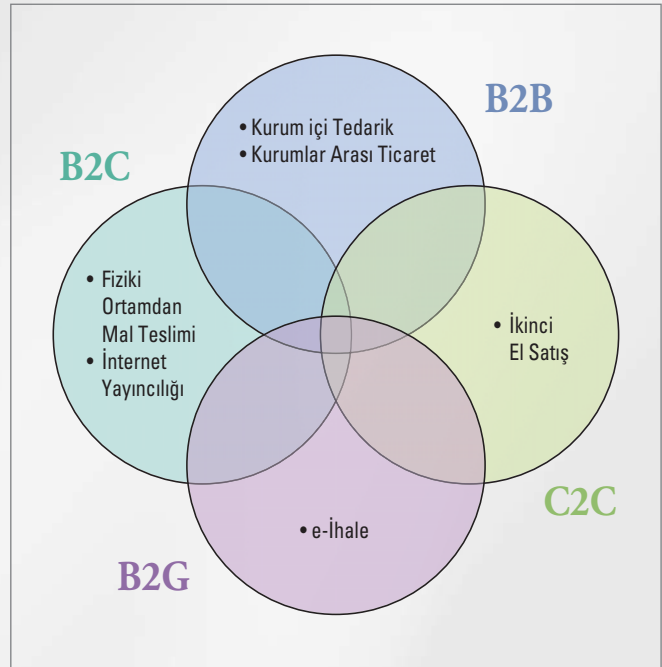 B2B
• Kurum içi Tedarik
• Kurumlar Arası Ticaret
B2C
• Fiziki
Ortamdan
Mal Teslimi
• İnternet
Yayıncılığı
• İkinci
El Satış
C2C
• e-İhale
B2G